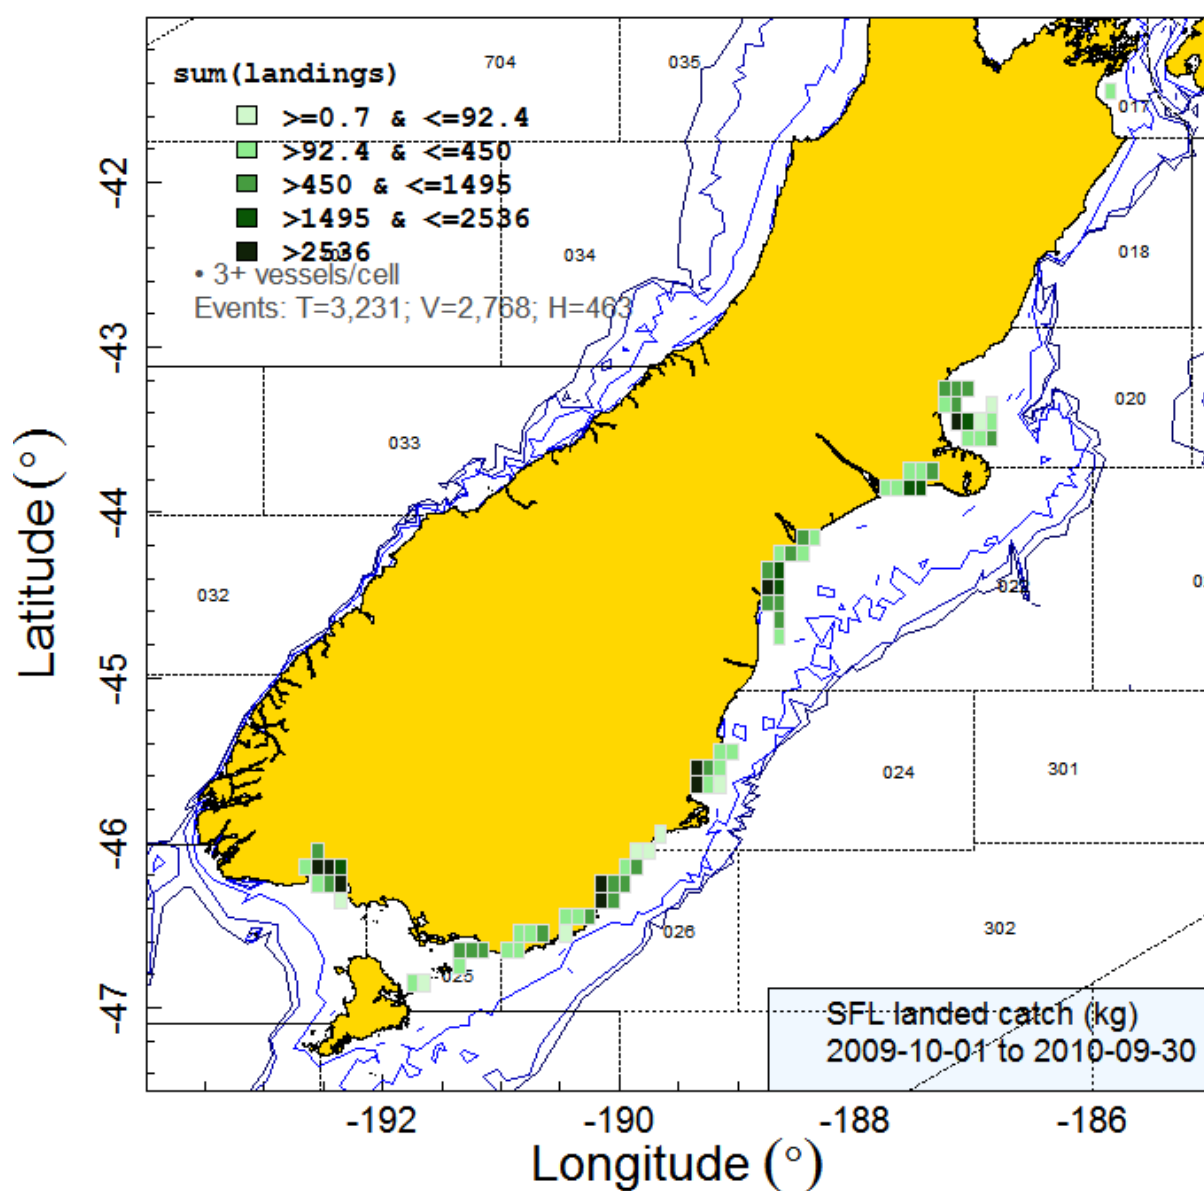 704
035
sum(landings)
>=0.7 & <=92.4
>92.4 & <=450
>450 & <=1495
>1495 & <=2536
>2536
• 3+ vessels/cell
Events: T=3,231; V=2,768; H=463
017
034
018
033
020
032
022
024
301
026
302
025
SFL landed catch (kg)
2009-10-01 to 2010-09-30
-42
-43
-44
-45
-46
-47
Latitude (°)
-192
-190
-188
-186
Longitude (°)